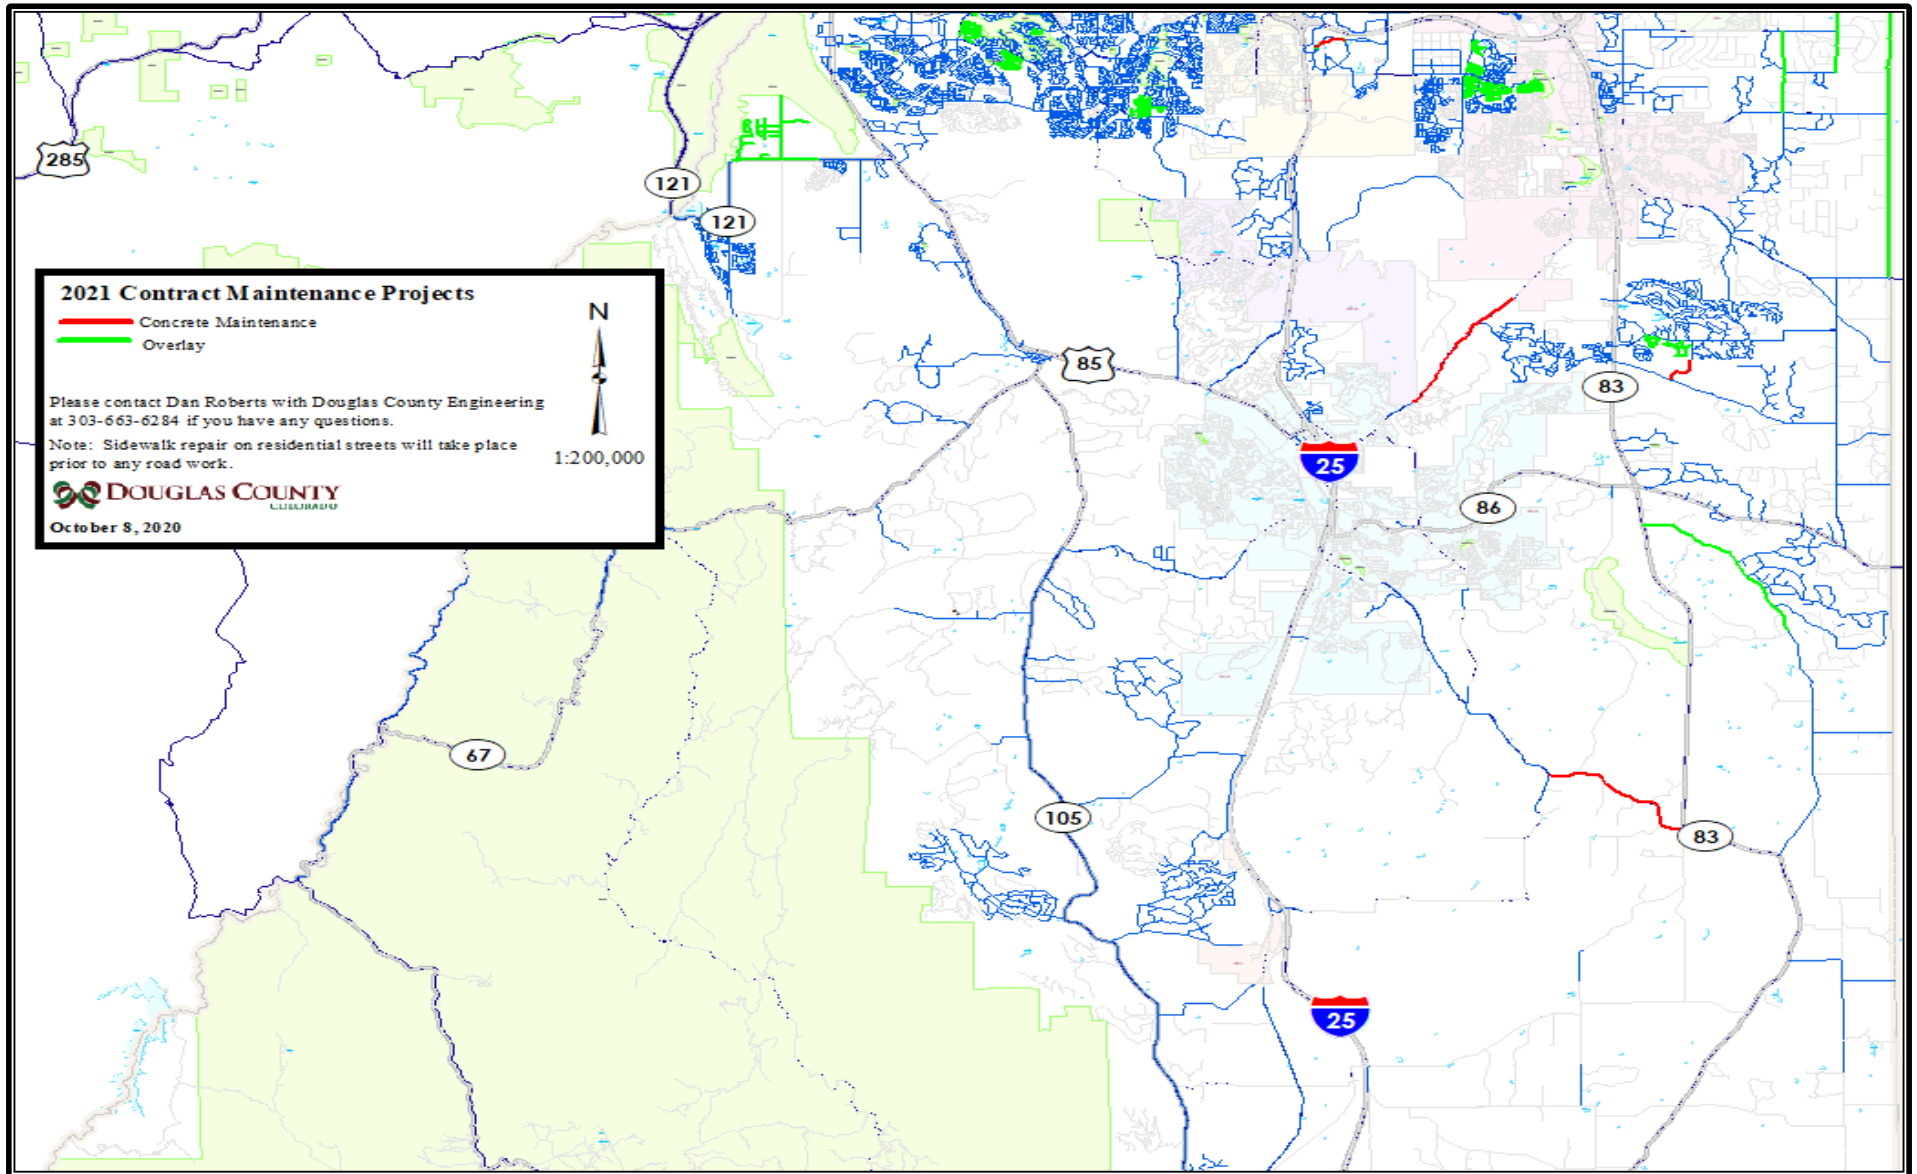 285
121
121
2021 Contract Maintenance Projects
Concrete Maintenance
Overlay
N
Please contact Dan Roberts with Douglas County Engineering
at 303-663-6284 if you have any questions.
Note: Sidewalk repair on residential streets will take place
prior to any road work.
1:200,000
DOUGLAS COUNTY
COLORADO
October 8, 2020
85
83
25
86
67
105
83
25